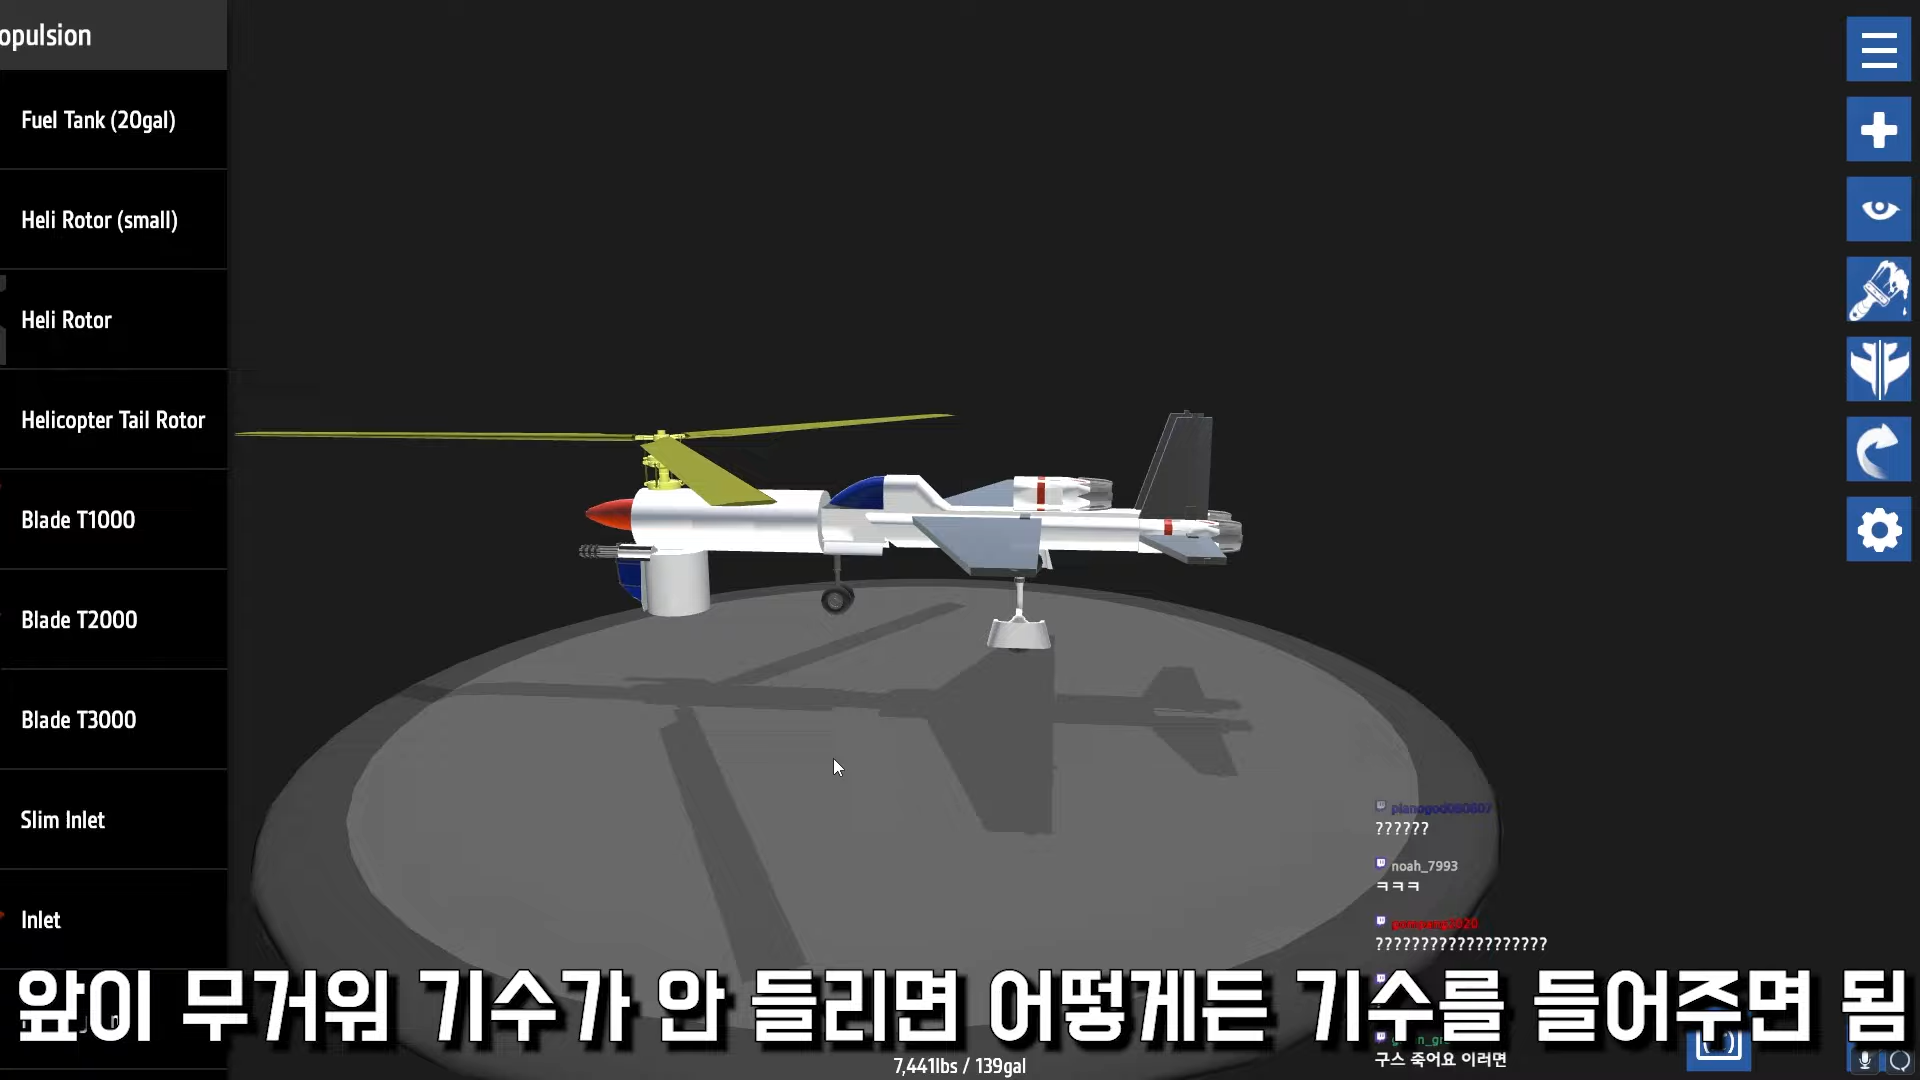 opulsion
Fuel Tank (20gal)
Heli Rotor (small)
Heli Rotor
Helicopter Tail Rotor
Blade T1000
Blade T2000
Blade T3000
Slim Inlet
Inlet
noah_7993
ㅋㅋㅋ
??????
???????????????????
앞이 무거워 기수가 안 들리면 어떻게든 기수를 들어주면 됨
구스 죽어요 이러면
7,441lbs / 139gal